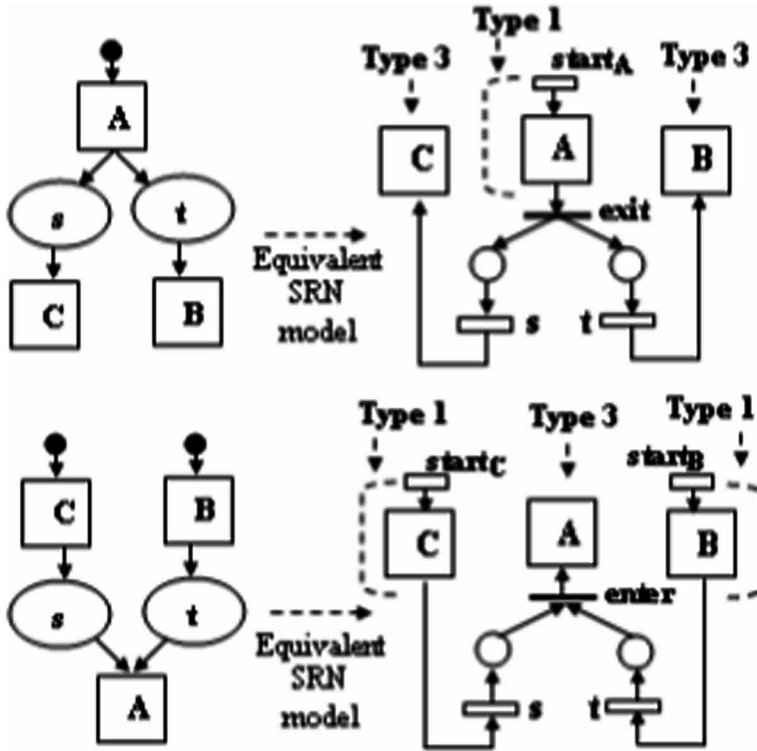 Type 1
Type 3
start_A
Type 3
A
C
A
B
s
t
exit
Equivalent
SRN
model
C
B
s
t
Type 1
Type 3
Type 1
start_C
start_B
C
B
C
A
B
s
t
enter
Equivalent
SRN
model
A
s
t